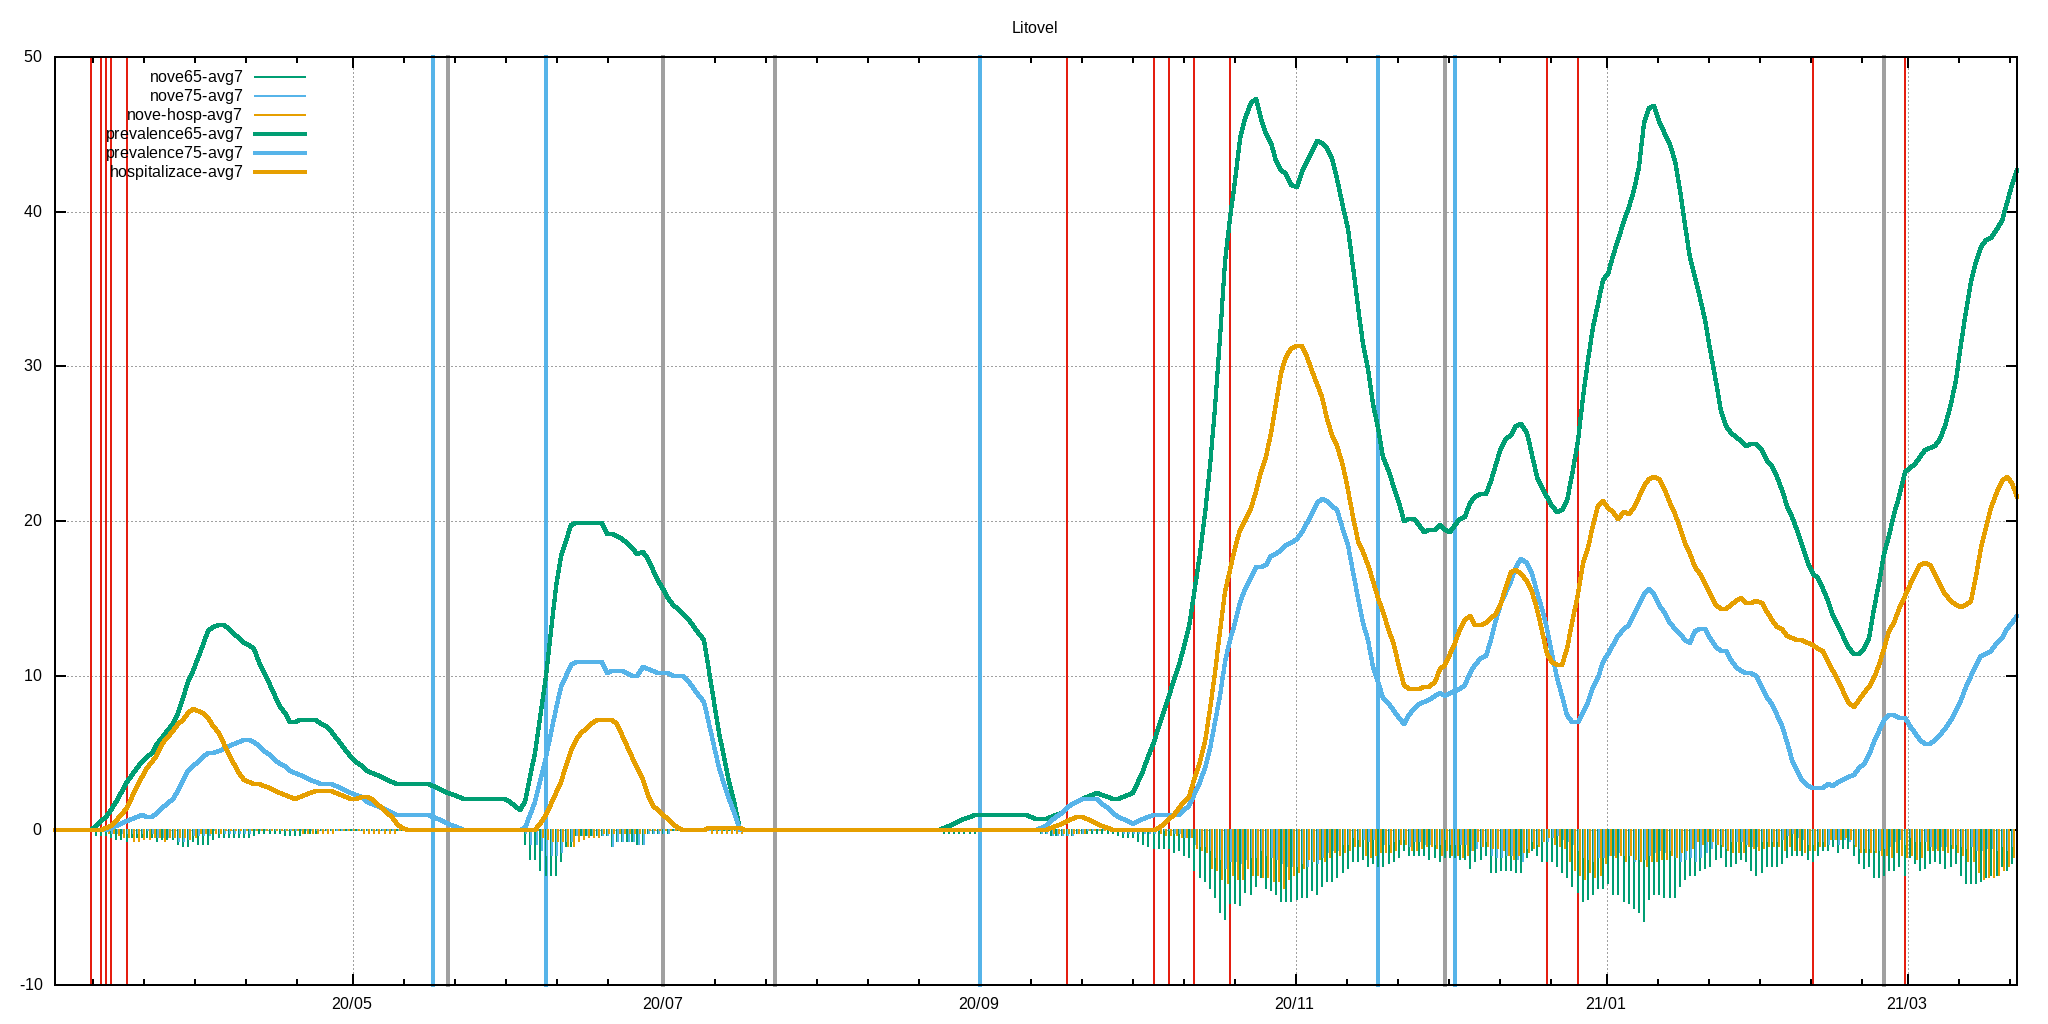 Litovel
50
nove65-avg7
nove75-avg7
nove-hosp-avg7
prevalence65-avg7
prevalence75-avg7
hospitalizace-avg7
40
30
20
10
0
-10
20/05 20/07 20/09 20/11 21/01 21/03